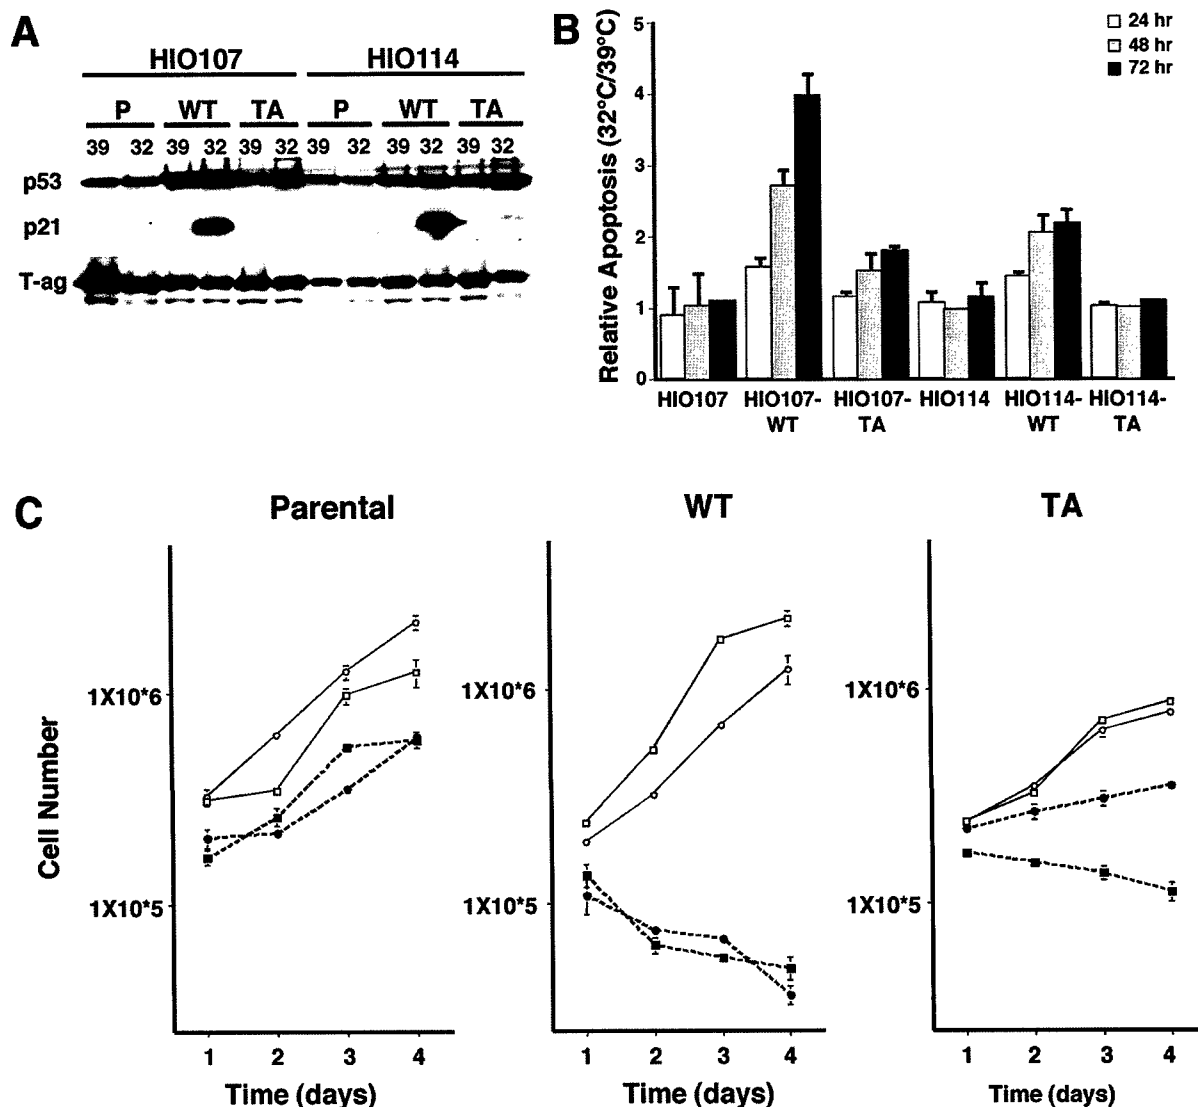 A
HIO107 HIO114
P WT TA P WT TA
39 32 39 32 39 32 39 32 39 32 39 32
p53
p21
T-ag
B
24 hr
48 hr
72 hr
Relative Apoptosis (32°C/39°C)
5
4
3
2
1
0
HIO107 HIO107-WT HIO107-TA HIO114 HIO114-WT HIO114-TA
C
Parental WT TA
Cell Number
1X10*6 1X10*6 1X10*6
1X10*5 1X10*5 1X10*5
1 2 3 4 1 2 3 4 1 2 3 4
Time (days) Time (days) Time (days)